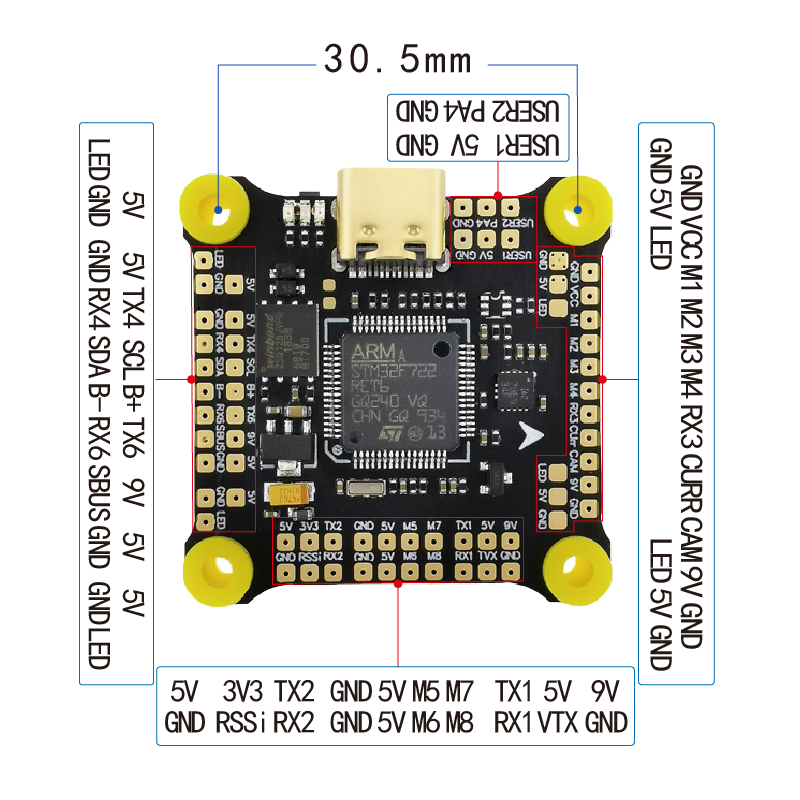 GND VCC M1 M2 M3 M4 RX3 CURR CAM 9V GND
GND 5V LED LED 5V GND
GND VCC M1 M2 M3 M4 RX3 CUrr CAM 9V GND
GND 5V LED LED 5V GND
USER1 5V GND
USER2 PA4 GND
USER1 5V GND
USER2 PA4 GND
30.5mm
ARM
STM32F722
RET6
GQ240 VQ
CHN GQ 934
ST
winbond
25Q128JVFQ
1838
5V 3V3 TX2 GND 5V M5 M7 TX1 5V 9V
GND RSSi RX2 GND 5V M6 M8 RX1 VTX GND
5V 3V3 TX2 GND M5 M7 TX1 5V 9V
GND RSSi RX2 M8 RX1 GND
5V 5V TX4 SCL B+ TX6 9V 5V 5V
LED GND GND RX4 SDA B- RX6 SBUS GND GND LED
5V 5V TX4 SCL B+ TX6 9V 5V 5V
LED GND GND RX4 SDA B- RX6 SBUS GND GND LED